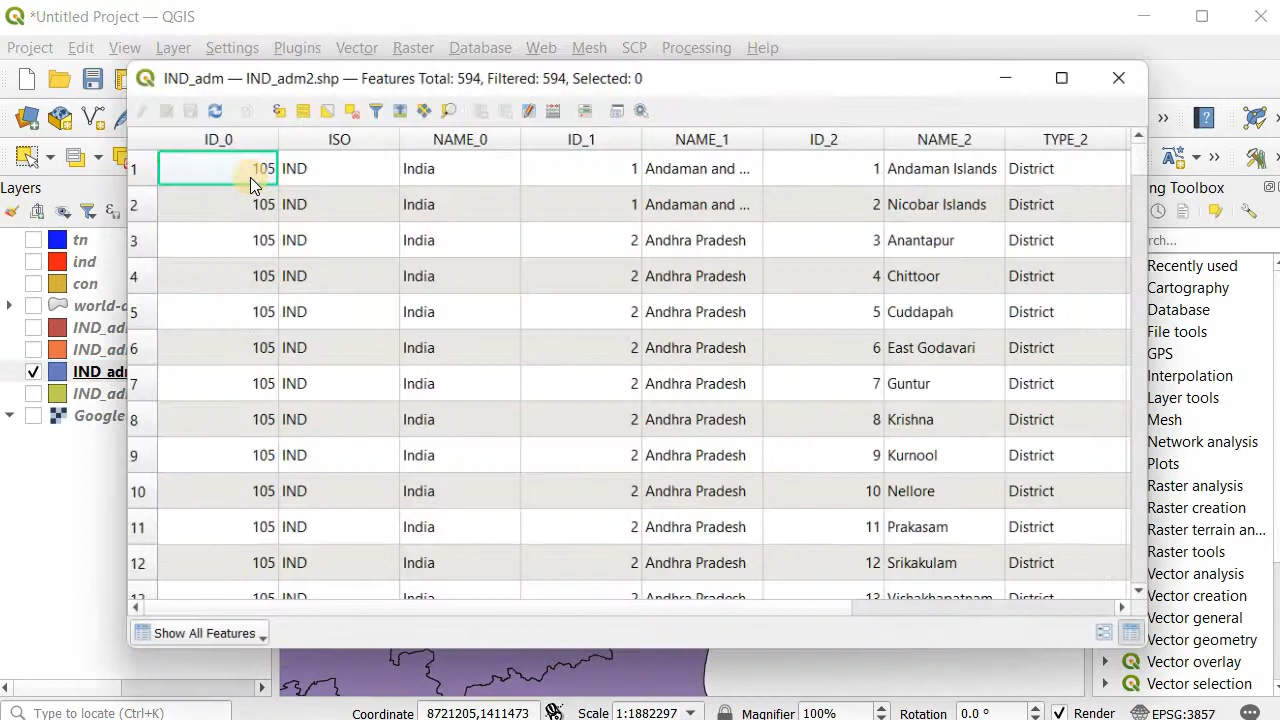 *Untitled Project — QGIS
Project Edit View Layer Settings Plugins Vector Raster Database Web Mesh SCP Processing Help
IND_adm — IND_adm2.shp — Features Total: 594, Filtered: 594, Selected: 0
ID_0 ISO NAME_0 ID_1 NAME_1 ID_2 NAME_2 TYPE_2
1 105 IND India 1 Andaman and ... 1 Andaman Islands District
2 105 IND India 1 Andaman and ... 2 Nicobar Islands District
3 105 IND India 2 Andhra Pradesh 3 Anantapur District
4 105 IND India 2 Andhra Pradesh 4 Chittoor District
5 105 IND India 2 Andhra Pradesh 5 Cuddapah District
6 105 IND India 2 Andhra Pradesh 6 East Godavari District
7 105 IND India 2 Andhra Pradesh 7 Guntur District
8 105 IND India 2 Andhra Pradesh 8 Krishna District
9 105 IND India 2 Andhra Pradesh 9 Kurnool District
10 105 IND India 2 Andhra Pradesh 10 Nellore District
11 105 IND India 2 Andhra Pradesh 11 Prakasam District
12 105 IND India 2 Andhra Pradesh 12 Srikakulam District
Show All Features
Layers
tn
ind
con
world-
IND_ad
IND_ad
IND_ad
IND_ad
Google
ng Toolbox
rch...
Recently used
Cartography
Database
File tools
GPS
Interpolation
Layer tools
Mesh
Network analysis
Plots
Raster analysis
Raster creation
Raster terrain an...
Raster tools
Vector analysis
Vector creation
Vector general
Vector geometry
Vector overlay
Vector selection
Type to locate (Ctrl+K) Coordinate 8721205,1411473 Scale 1:1882297 Magnifier 100% Rotation 0.0 ° Render EPSG:3857